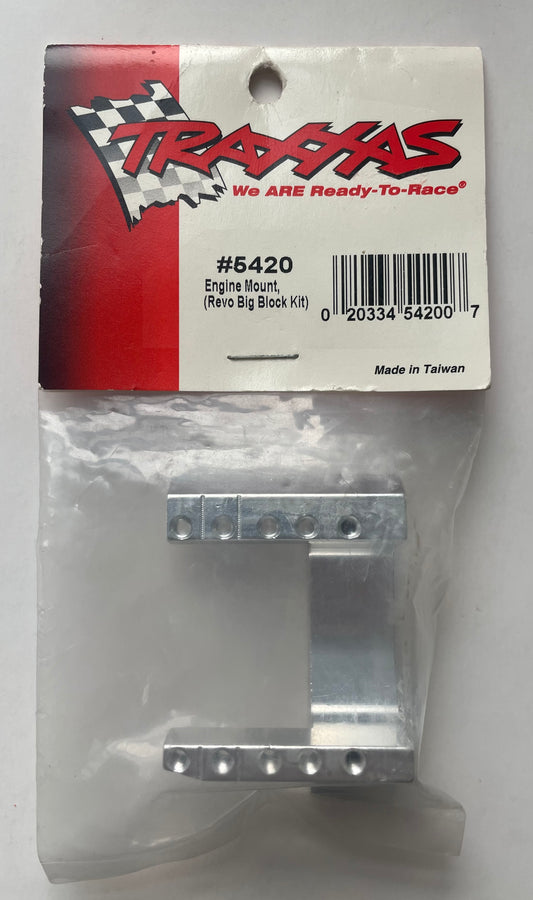 TRAXXAS
We ARE Ready-To-Race®
#5420
Engine Mount,
(Revo Big Block Kit)
0 20334 54200 7
Made in Taiwan